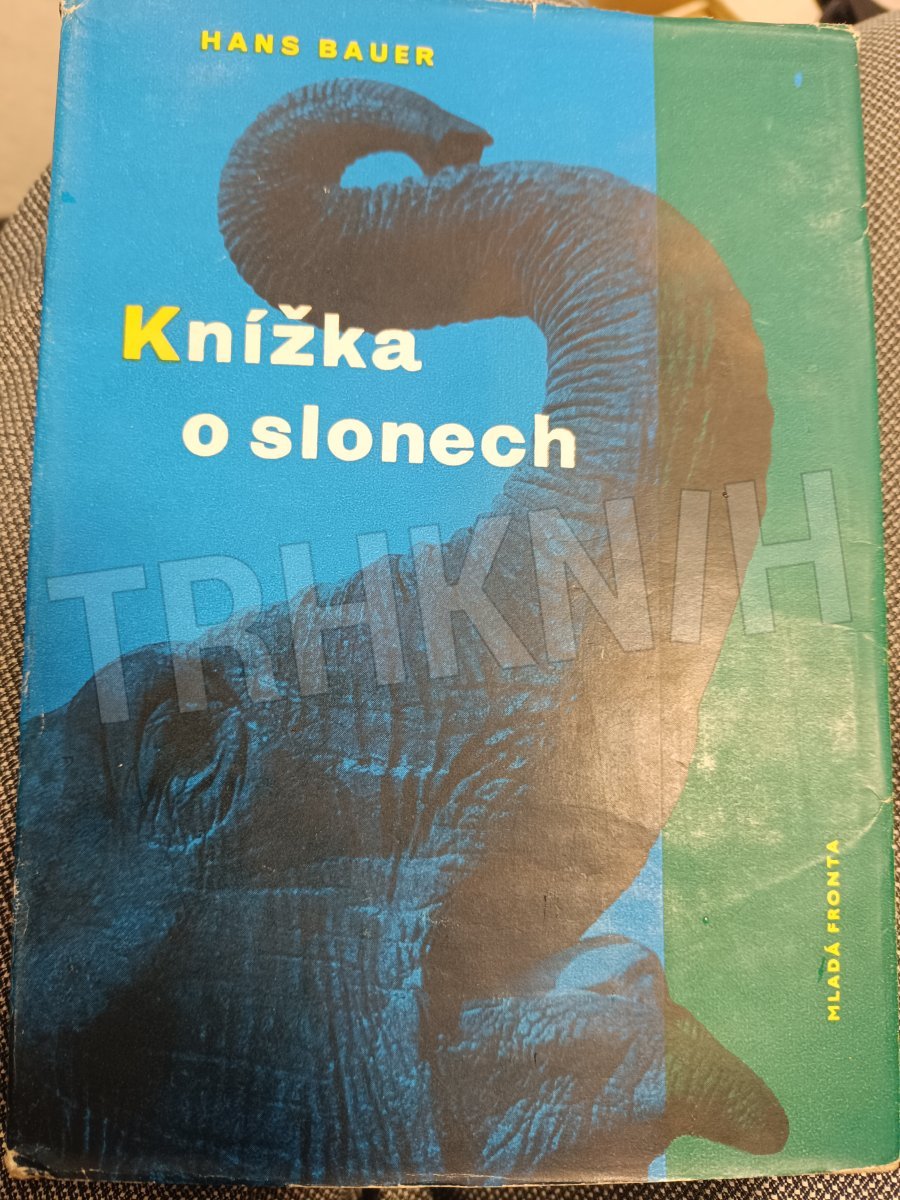 HANS BAUER
Knížka
o slonech
TRHKNIH
MLADÁ FRONTA